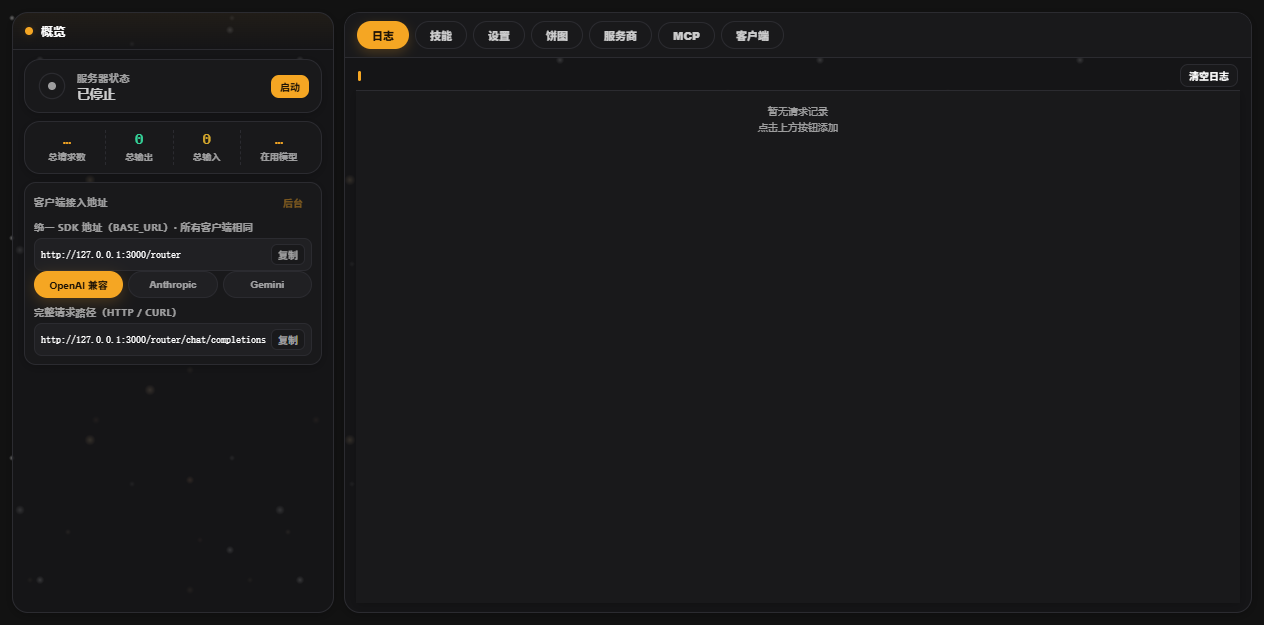 概览
服务器状态
已停止
启动
… 0 0 …
总请求数 总输出 总输入 在用模型
客户端接入地址 后台
统一 SDK 地址（BASE_URL）· 所有客户端相同
http://127.0.0.1:3000/router 复制
OpenAI 兼容 Anthropic Gemini
完整请求路径（HTTP / CURL）
http://127.0.0.1:3000/router/chat/completions 复制
日志 技能 设置 饼图 服务商 MCP 客户端
清空日志
暂无请求记录
点击上方按钮添加